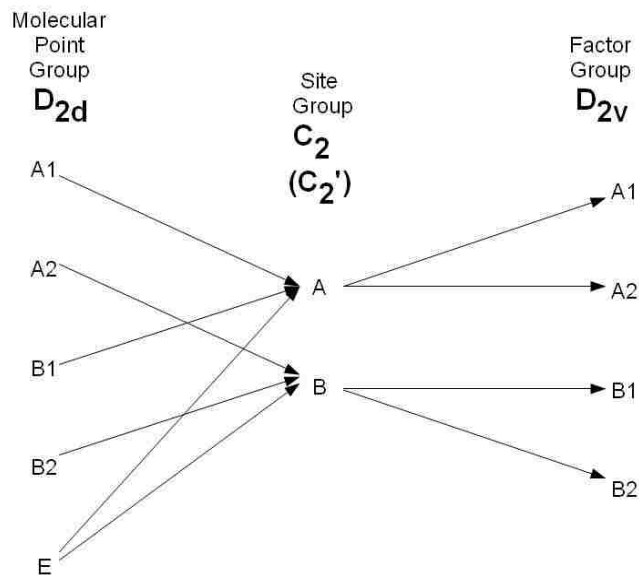 Molecular
Point
Group
D2d
Site
Group
C2
(C2')
Factor
Group
D2v
A1
A2
B1
B2
E
A
B
A1
A2
B1
B2